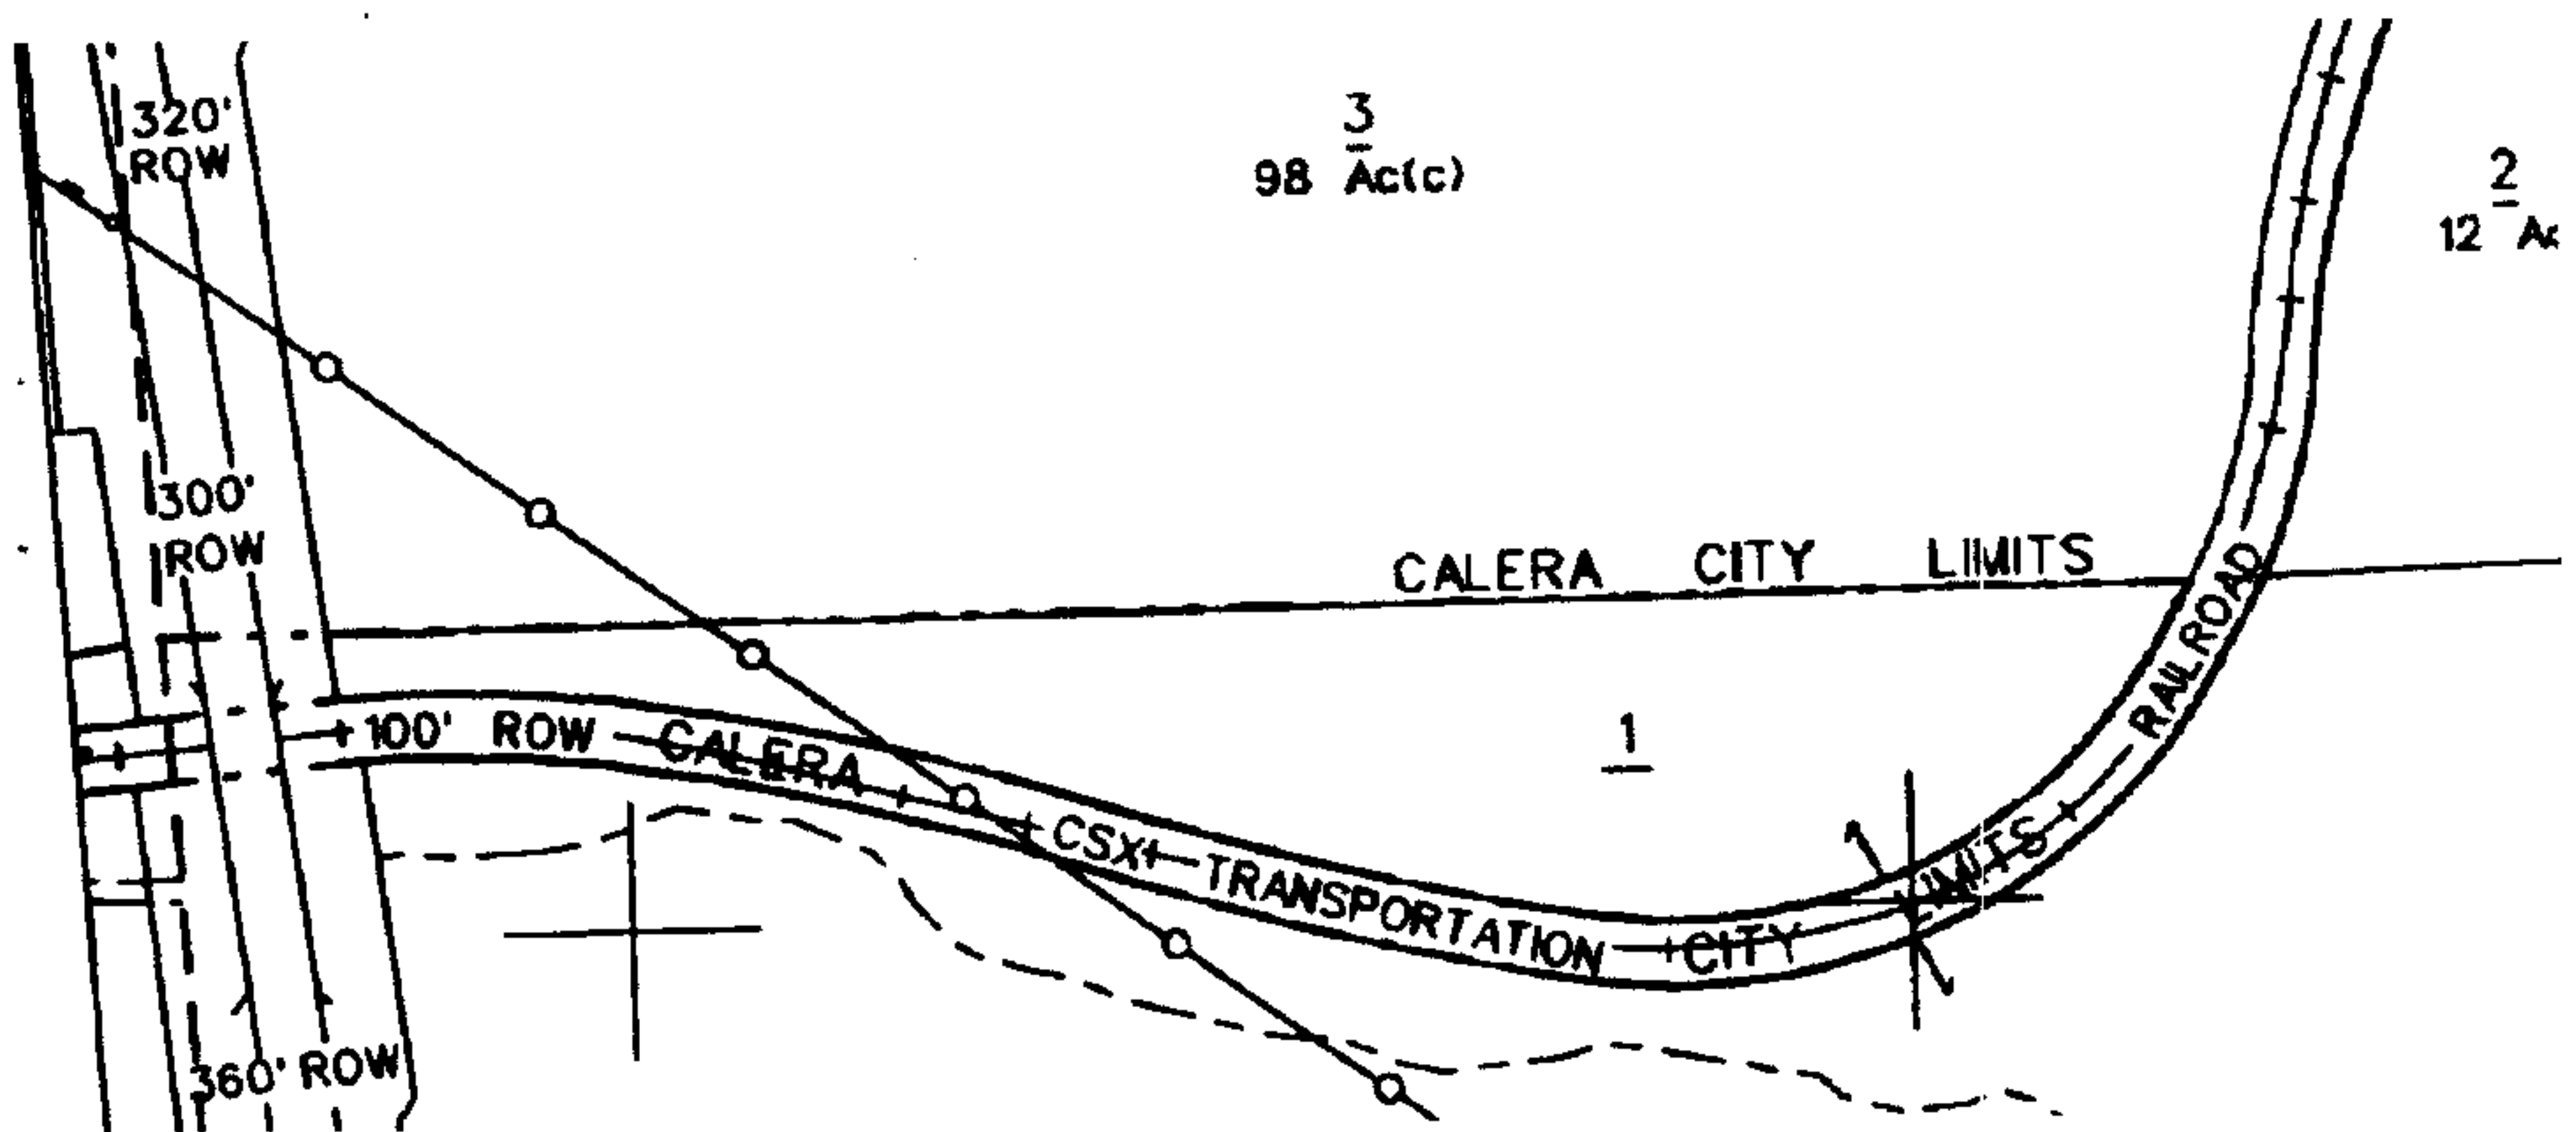 320'
ROW
3
98 Ac(c)
2
12 Ac
300'
ROW
CALERA CITY LIMITS
1
100' ROW CALERA CSX TRANSPORTATION CITY LIMITS RAILROAD
360' ROW